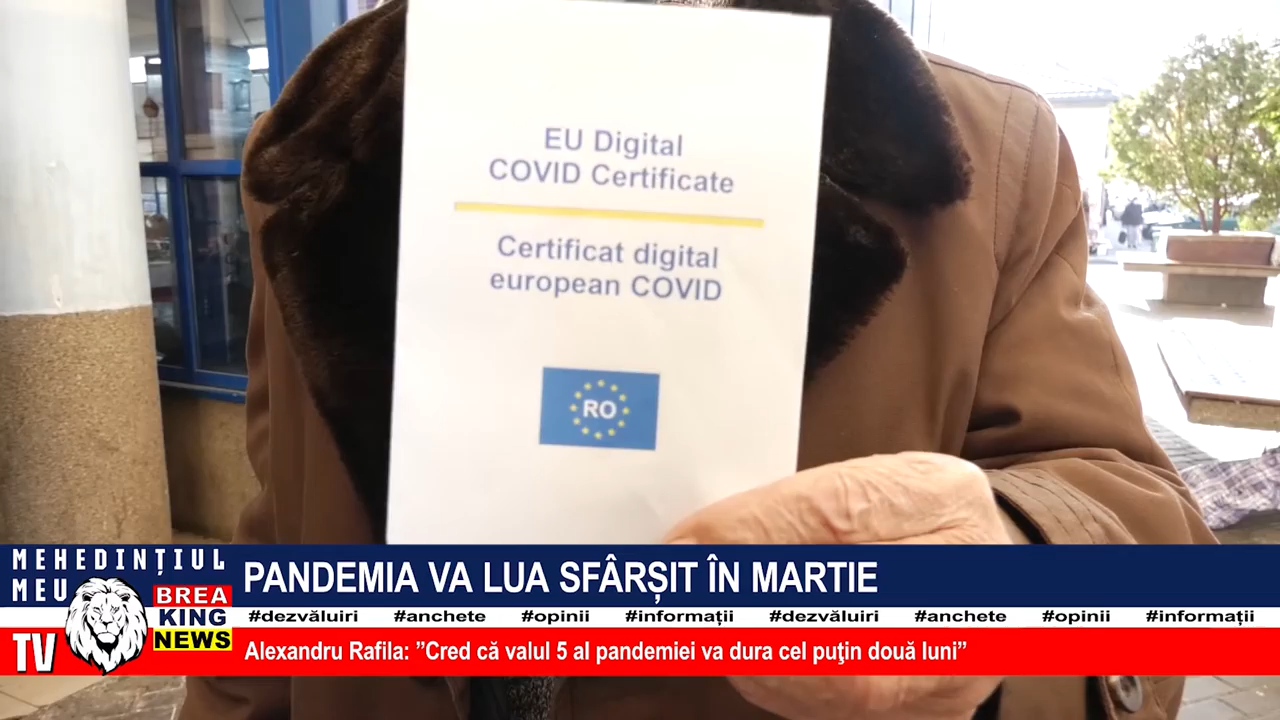 EU Digital
COVID Certificate
Certificat digital
european COVID
RO
MEHEDINȚIUL
MEU
TV
BREA
KING
NEWS
PANDEMIA VA LUA SFÂRȘIT ÎN MARTIE
#dezvăluiri #anchete #opinii #informații #dezvăluiri #anchete #opinii #informații
Alexandru Rafila: ”Cred că valul 5 al pandemiei va dura cel puţin două luni”